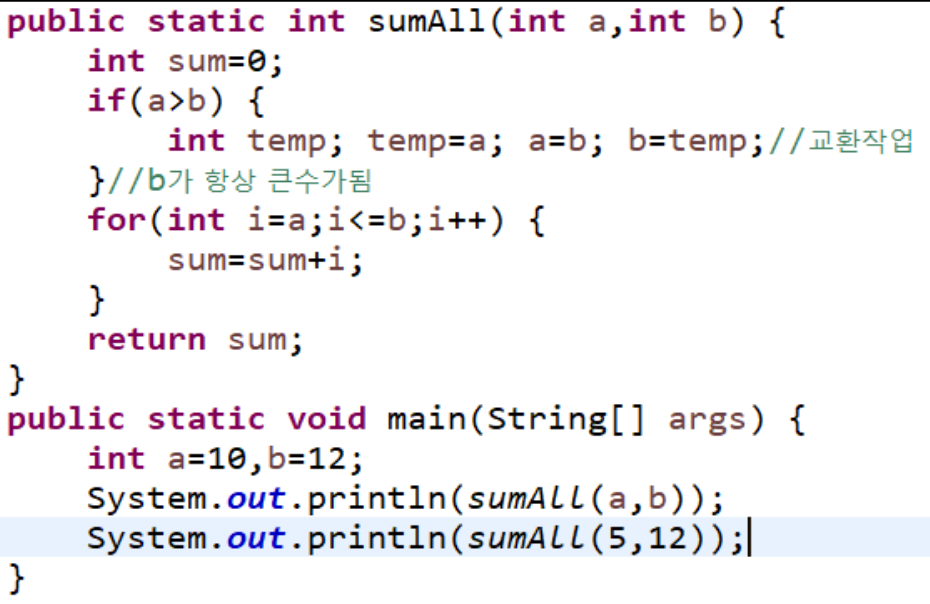 public static int sumAll(int a,int b) {
    int sum=0;
    if(a>b) {
        int temp; temp=a; a=b; b=temp;//교환작업
    }//b가 항상 큰수가됨
    for(int i=a;i<=b;i++) {
        sum=sum+i;
    }
    return sum;
}
public static void main(String[] args) {
    int a=10,b=12;
    System.out.println(sumAll(a,b));
    System.out.println(sumAll(5,12));
}